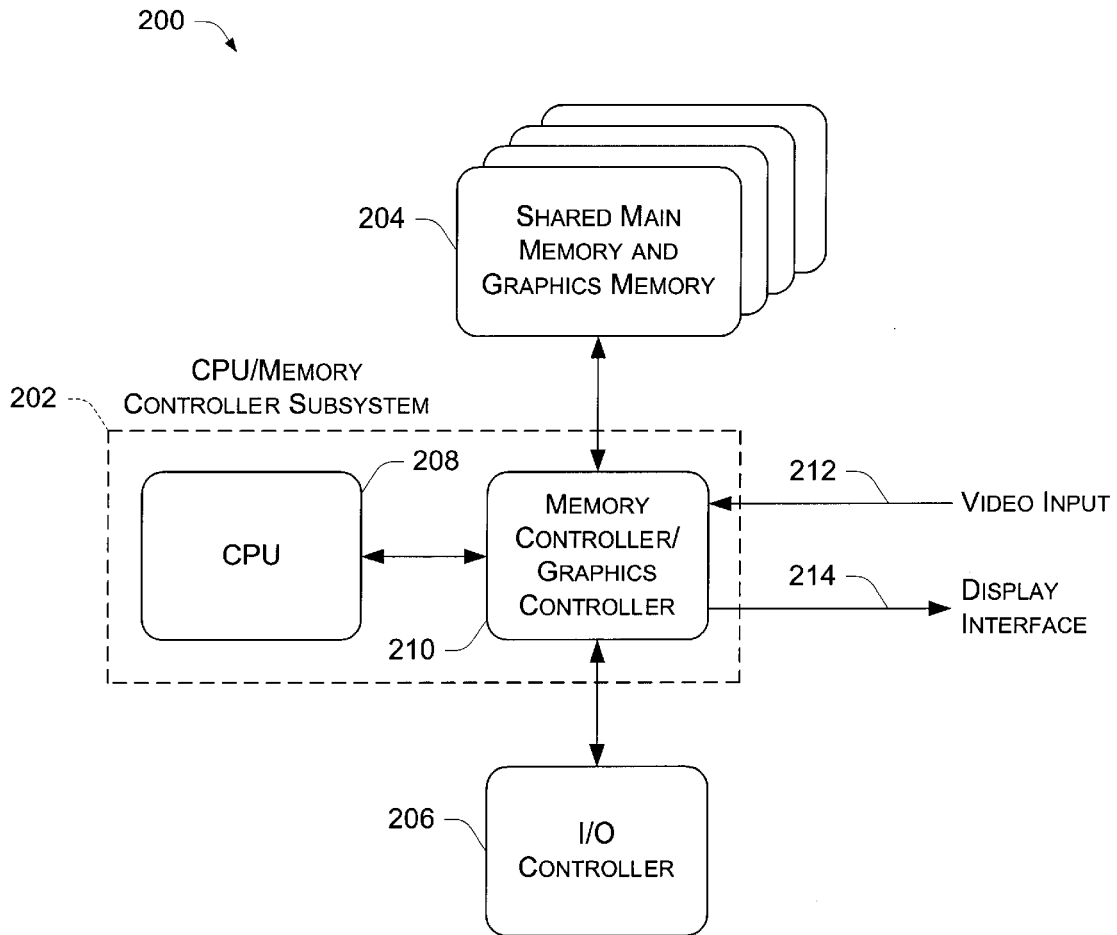 200
204
SHARED MAIN
MEMORY AND
GRAPHICS MEMORY
202
CPU/MEMORY
CONTROLLER SUBSYSTEM
208
CPU
MEMORY
CONTROLLER/
GRAPHICS
CONTROLLER
210
212
VIDEO INPUT
214
DISPLAY
INTERFACE
206
I/O
CONTROLLER